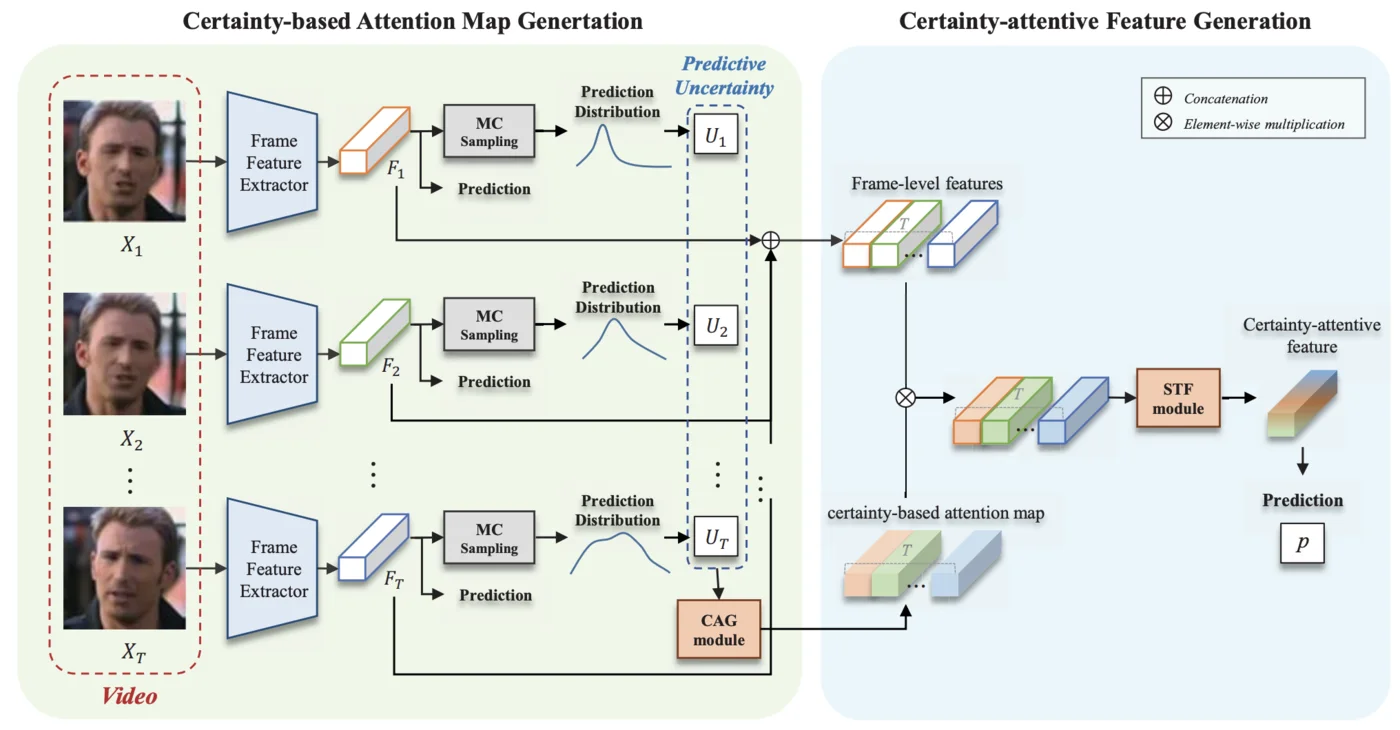 Certainty-based Attention Map Genertation
Certainty-attentive Feature Generation
Predictive
Uncertainty
⊕ Concatenation
⊗ Element-wise multiplication
Frame
Feature
Extractor
F₁
MC
Sampling
Prediction
Prediction
Distribution
U₁
X₁
Frame
Feature
Extractor
F₂
MC
Sampling
Prediction
Prediction
Distribution
U₂
X₂
Frame
Feature
Extractor
F_T
MC
Sampling
Prediction
Prediction
Distribution
U_T
X_T
Video
CAG
module
Frame-level features
T
...
T
...
STF
module
Certainty-attentive
feature
Prediction
p
certainty-based attention map
T
...